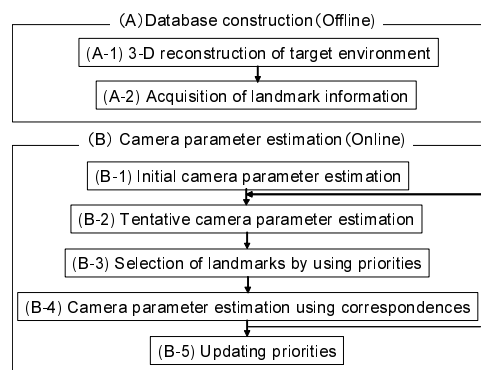 (A)Database construction(Offline)
(A-1) 3-D reconstruction of target environment
(A-2) Acquisition of landmark information
(B) Camera parameter estimation(Online)
(B-1) Initial camera parameter estimation
(B-2) Tentative camera parameter estimation
(B-3) Selection of landmarks by using priorities
(B-4) Camera parameter estimation using correspondences
(B-5) Updating priorities